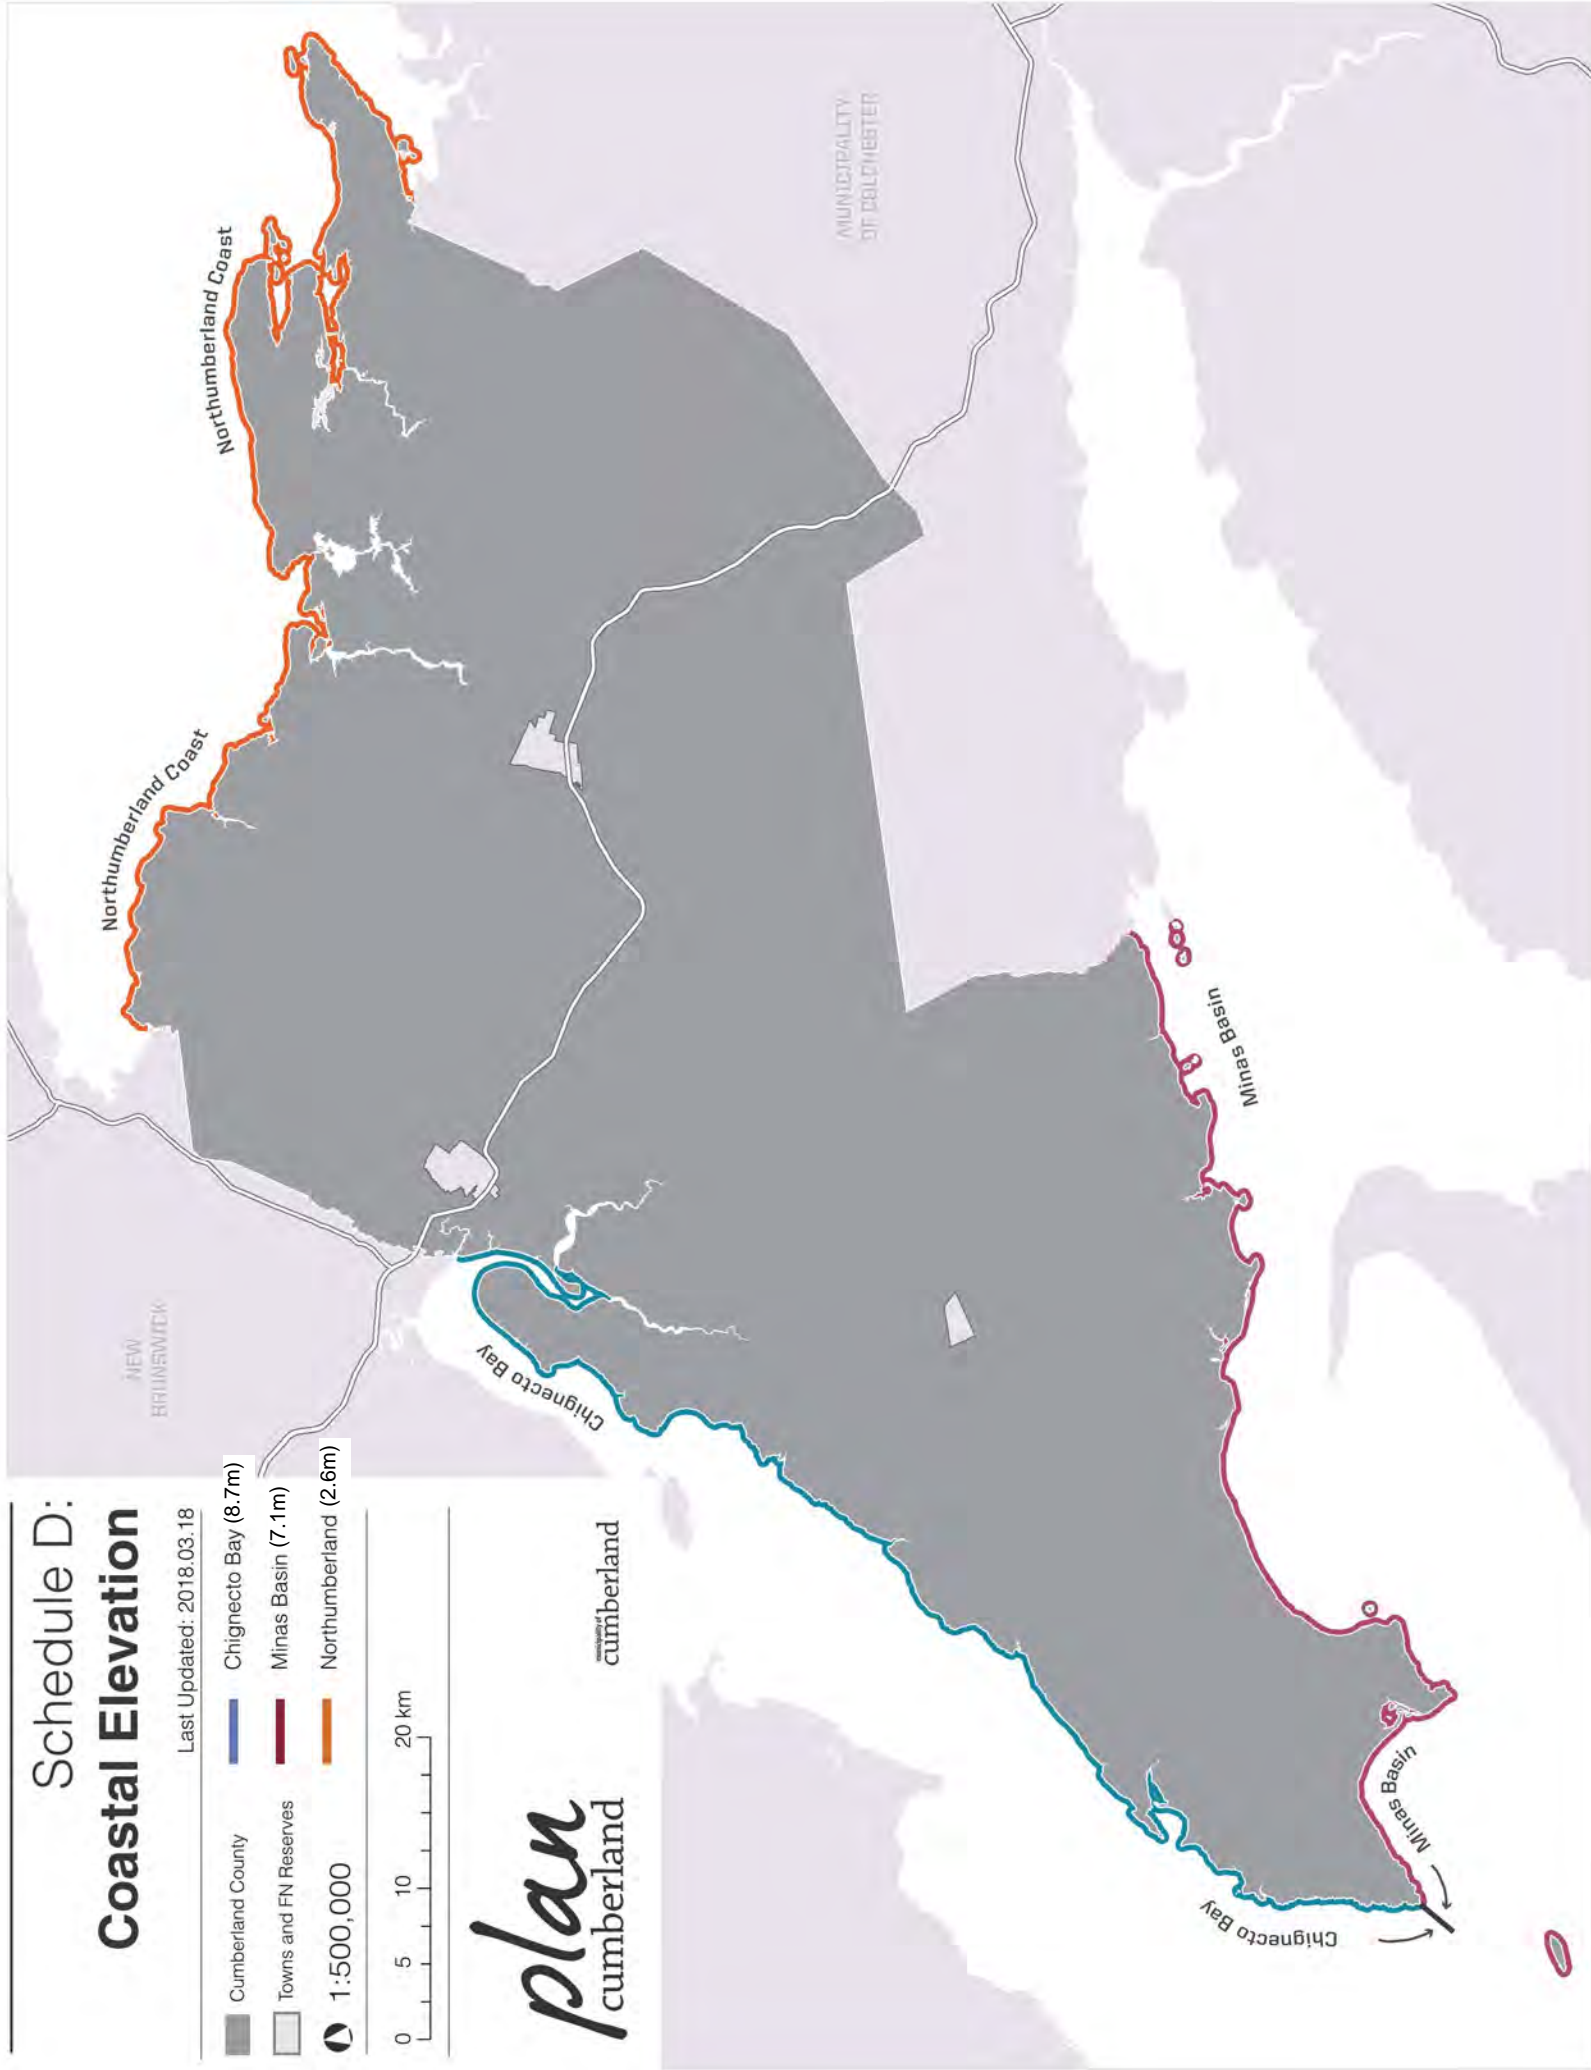 Schedule D:
Coastal Elevation
Last Updated: 2018.03.18
Cumberland County
Chignecto Bay (8.7m)
Towns and FN Reserves
Minas Basin (7.1m)
1:500,000
Northumberland (2.6m)
0 5 10 20 km
plan
cumberland
municipality of
cumberland
NEW
BRUNSWICK
Northumberland Coast
Northumberland Coast
MUNICIPALITY
OF COLCHESTER
Chignecto Bay
Minas Basin
Chignecto Bay
Minas Basin